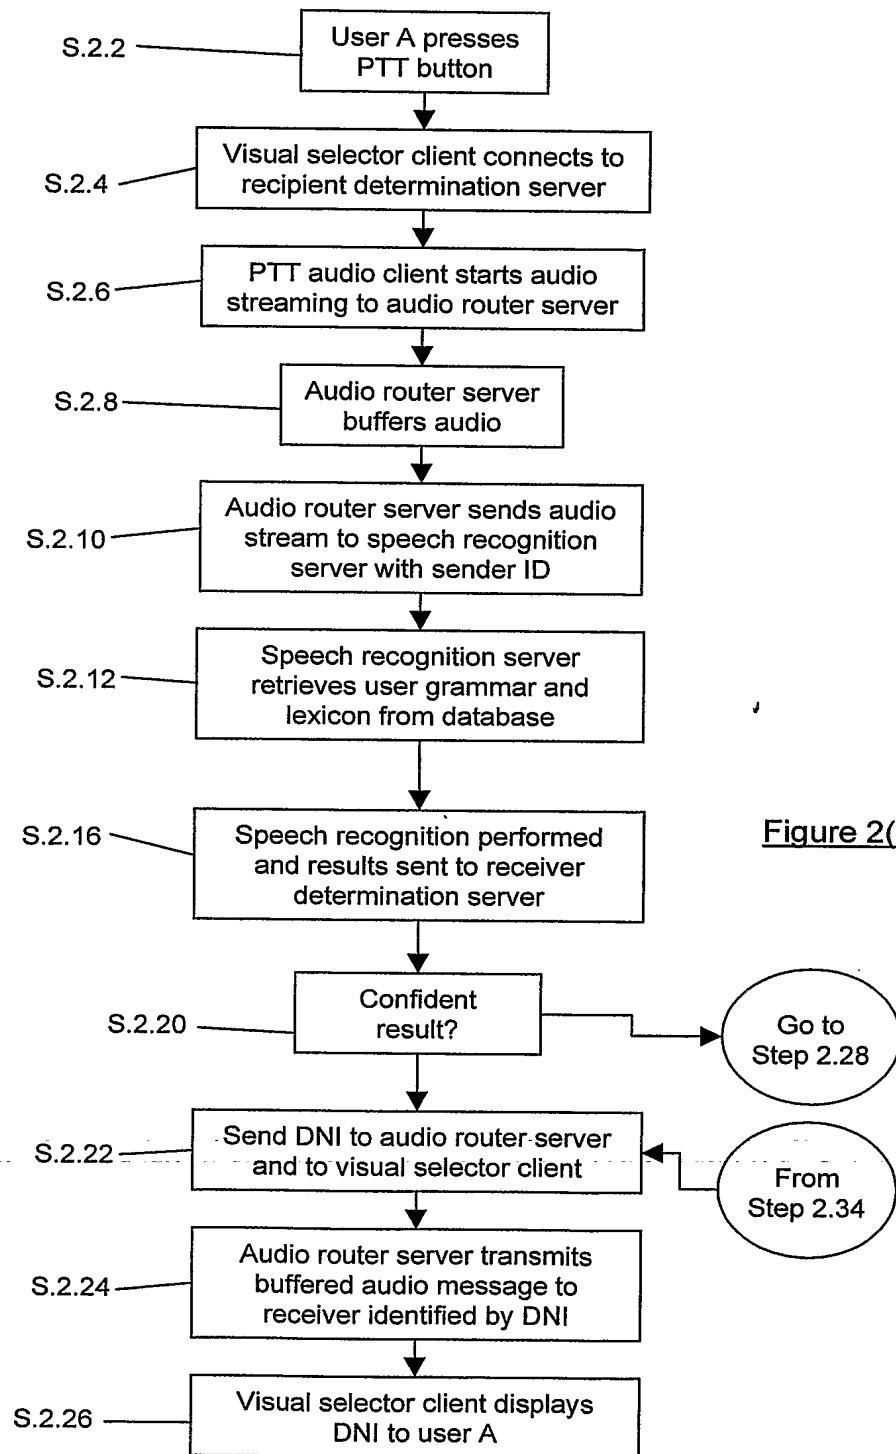 S.2.2
User A presses
PTT button
S.2.4
Visual selector client connects to
recipient determination server
S.2.6
PTT audio client starts audio
streaming to audio router server
S.2.8
Audio router server
buffers audio
S.2.10
Audio router server sends audio
stream to speech recognition
server with sender ID
S.2.12
Speech recognition server
retrieves user grammar and
lexicon from database
S.2.16
Speech recognition performed
and results sent to receiver
determination server
Figure 2(
S.2.20
Confident
result?
Go to
Step 2.28
S.2.22
Send DNI to audio router server
and to visual selector client
From
Step 2.34
S.2.24
Audio router server transmits
buffered audio message to
receiver identified by DNI
S.2.26
Visual selector client displays
DNI to user A